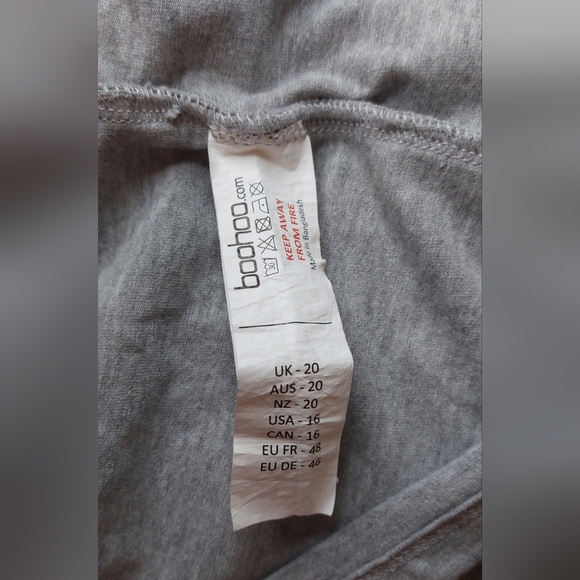 boohoo.com
30
KEEP AWAY
FROM FIRE
Made in Bangladesh
UK - 20
AUS - 20
NZ - 20
USA - 16
CAN - 16
EU FR - 48
EU DE - 46